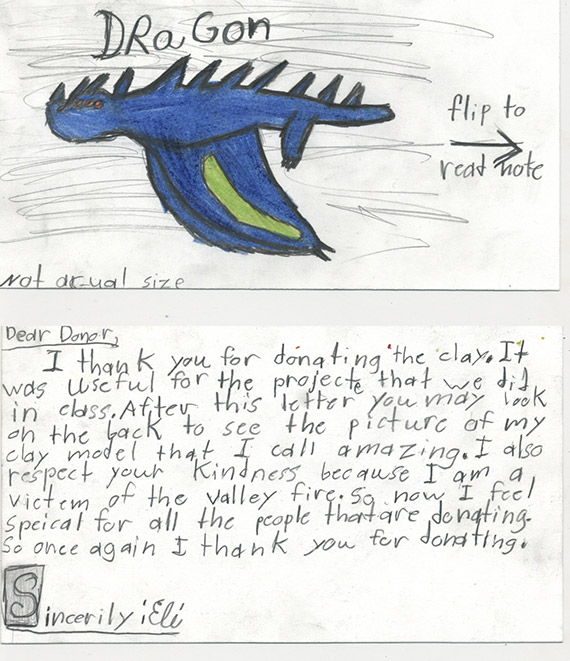 DRaGon
flip to
read note
Not actual size
Dear Donor,
I thank you for donating the clay. It
was useful for the projecte that we did
in class. After this letter you may look
on the back to see the picture of my
clay model that I call amazing. I also
respect your kindness because I am a
victem of the valley fire. So now I feel
speical for all the people that are donating.
So once again I thank you for donating.
Sincerily ¡Eli